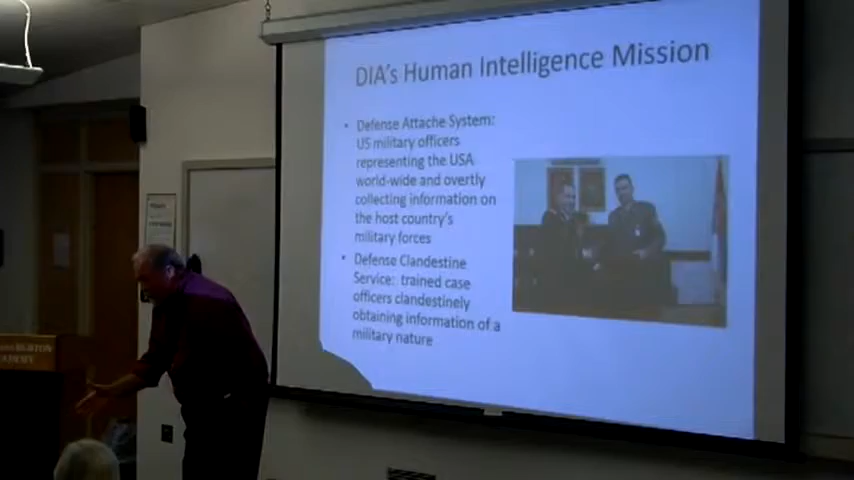 DIA's Human Intelligence Mission
• Defense Attache System:
US military officers
representing the USA
world-wide and overtly
collecting information on
the host country's
military forces
• Defense Clandestine
Service: trained case
officers clandestinely
obtaining information of a
military nature